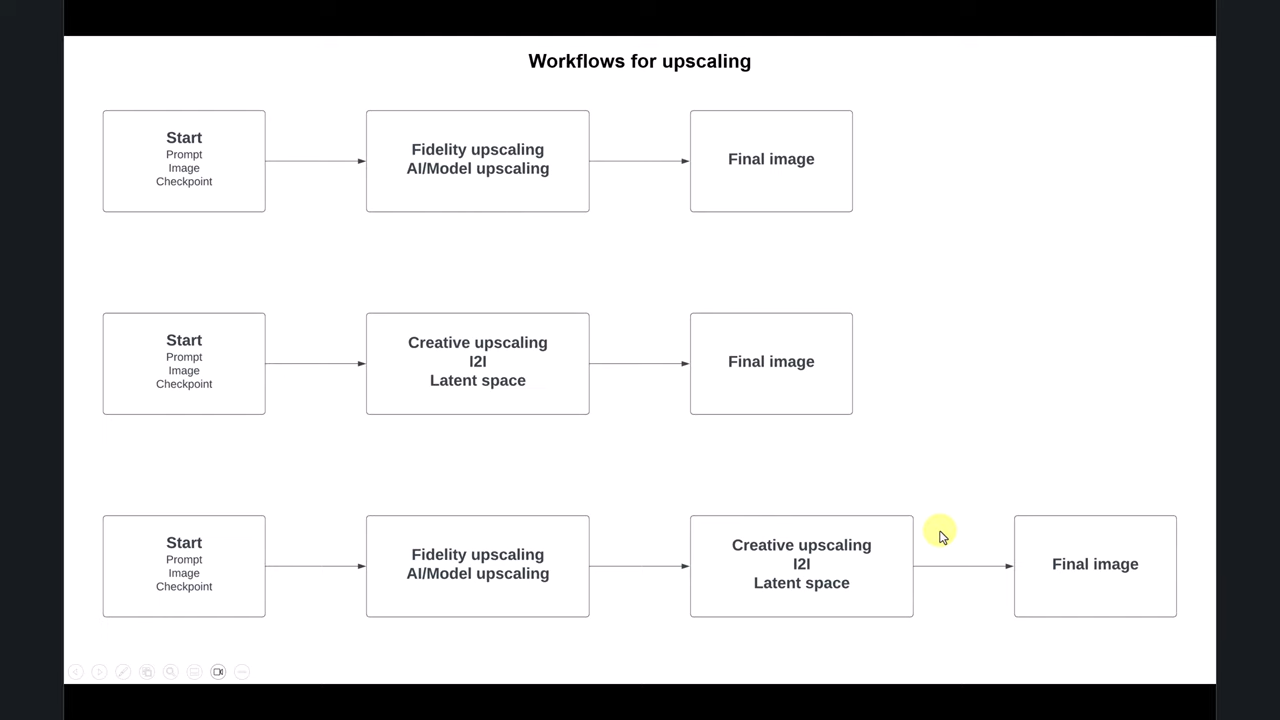 Workflows for upscaling
Start
Prompt
Image
Checkpoint
Fidelity upscaling
AI/Model upscaling
Final image
Start
Prompt
Image
Checkpoint
Creative upscaling
I2I
Latent space
Final image
Start
Prompt
Image
Checkpoint
Fidelity upscaling
AI/Model upscaling
Creative upscaling
I2I
Latent space
Final image